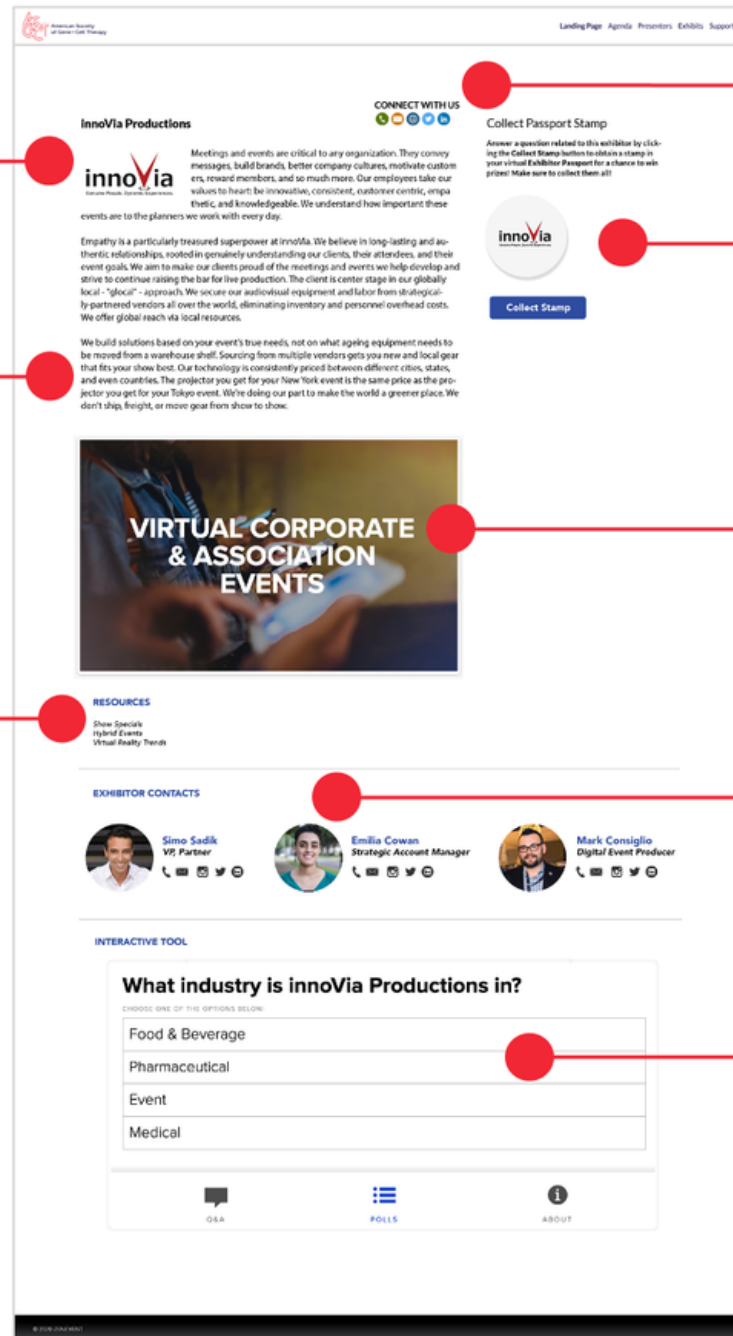 American Society
of Gene + Cell Therapy
Landing Page Agenda Presenters Exhibits Support
CONNECT WITH US
innoVia Productions
innoVia
Meetings and events are critical to any organization. They convey
messages, build brands, better company cultures, motivate custom
ers, reward members, and so much more. Our employees take our
values to heart: be innovative, consistent, customer centric, empa
thetic, and knowledgeable. We understand how important these
events are to the planners we work with every day.
Empathy is a particularly treasured superpower at innoVia. We believe in long-lasting and au-
thentic relationships, rooted in genuinely understanding our clients, their attendees, and their
event goals. We aim to make our clients proud of the meetings and events we help develop and
strive to continue raising the bar for live production. The client is center stage in our globally
local - "glocal" - approach. We secure our audiovisual equipment and labor from strategical-
ly-partnered vendors all over the world, eliminating inventory and personnel overhead costs.
We offer global reach via local resources.
We build solutions based on your event's true needs, not on what ageing equipment needs to
be moved from a warehouse shelf. Sourcing from multiple vendors gets you new and local gear
that fits your show best. Our technology is consistently priced between different cities, states,
and even countries. The projector you get for your New York event is the same price as the pro-
jector you get for your Tokyo event. We're doing our part to make the world a greener place. We
don't ship, freight, or move gear from show to show.
Collect Passport Stamp
Answer a question related to this exhibitor by click-
ing the Collect Stamp button to obtain a stamp in
your virtual Exhibitor Passport for a chance to win
prizes! Make sure to collect them all!
innoVia
Collect Stamp
VIRTUAL CORPORATE
& ASSOCIATION
EVENTS
RESOURCES
Show Specials
Hybrid Events
Virtual Reality Trends
EXHIBITOR CONTACTS
Simo Sadik
VP, Partner
Emilia Cowan
Strategic Account Manager
Mark Consiglio
Digital Event Producer
INTERACTIVE TOOL
What industry is innoVia Productions in?
CHOOSE ONE OF THE OPTIONS BELOW
Food & Beverage
Pharmaceutical
Event
Medical
Q&A
POLLS
ABOUT